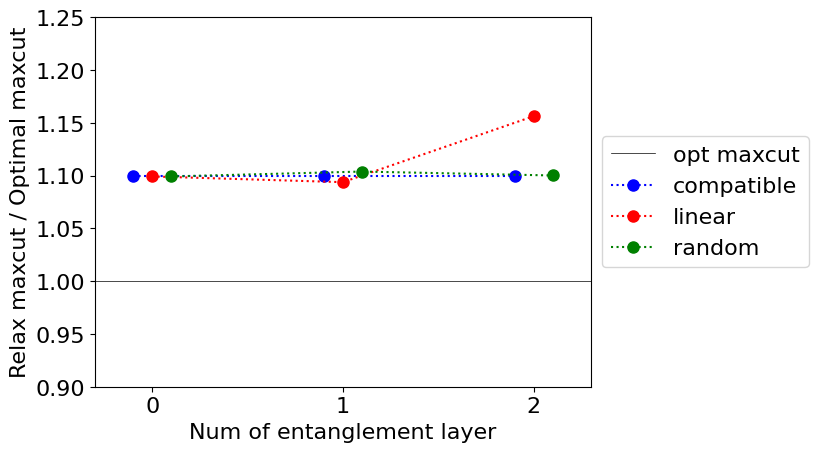 1.25
1.20
1.15
1.10
1.05
1.00
0.95
0.90
Relax maxcut / Optimal maxcut
0 1 2
Num of entanglement layer
opt maxcut
compatible
linear
random